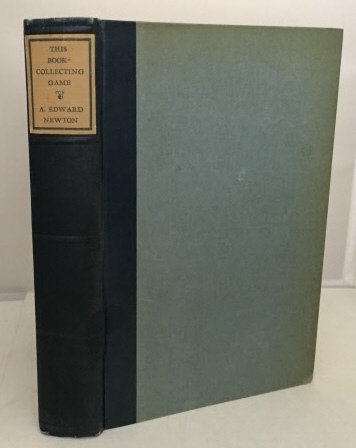 THIS
BOOK-
COLLECTING
GAME
A. EDWARD
NEWTON